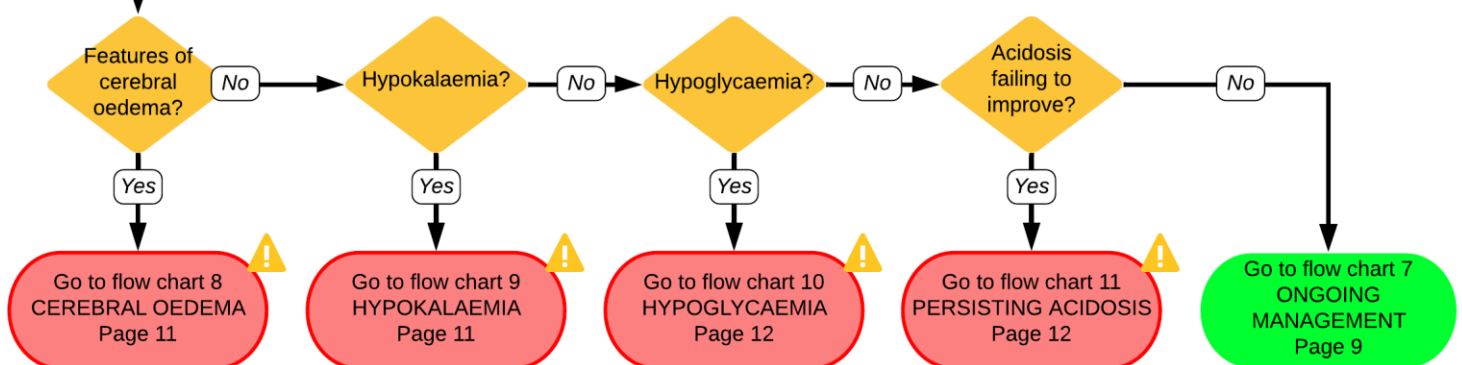 Features of
cerebral
oedema?
No
Hypokalaemia?
No
Hypoglycaemia?
No
Acidosis
failing to
improve?
No
Yes
Yes
Yes
Yes
Go to flow chart 8
CEREBRAL OEDEMA
Page 11
Go to flow chart 9
HYPOKALAEMIA
Page 11
Go to flow chart 10
HYPOGLYCAEMIA
Page 12
Go to flow chart 11
PERSISTING ACIDOSIS
Page 12
Go to flow chart 7
ONGOING
MANAGEMENT
Page 9